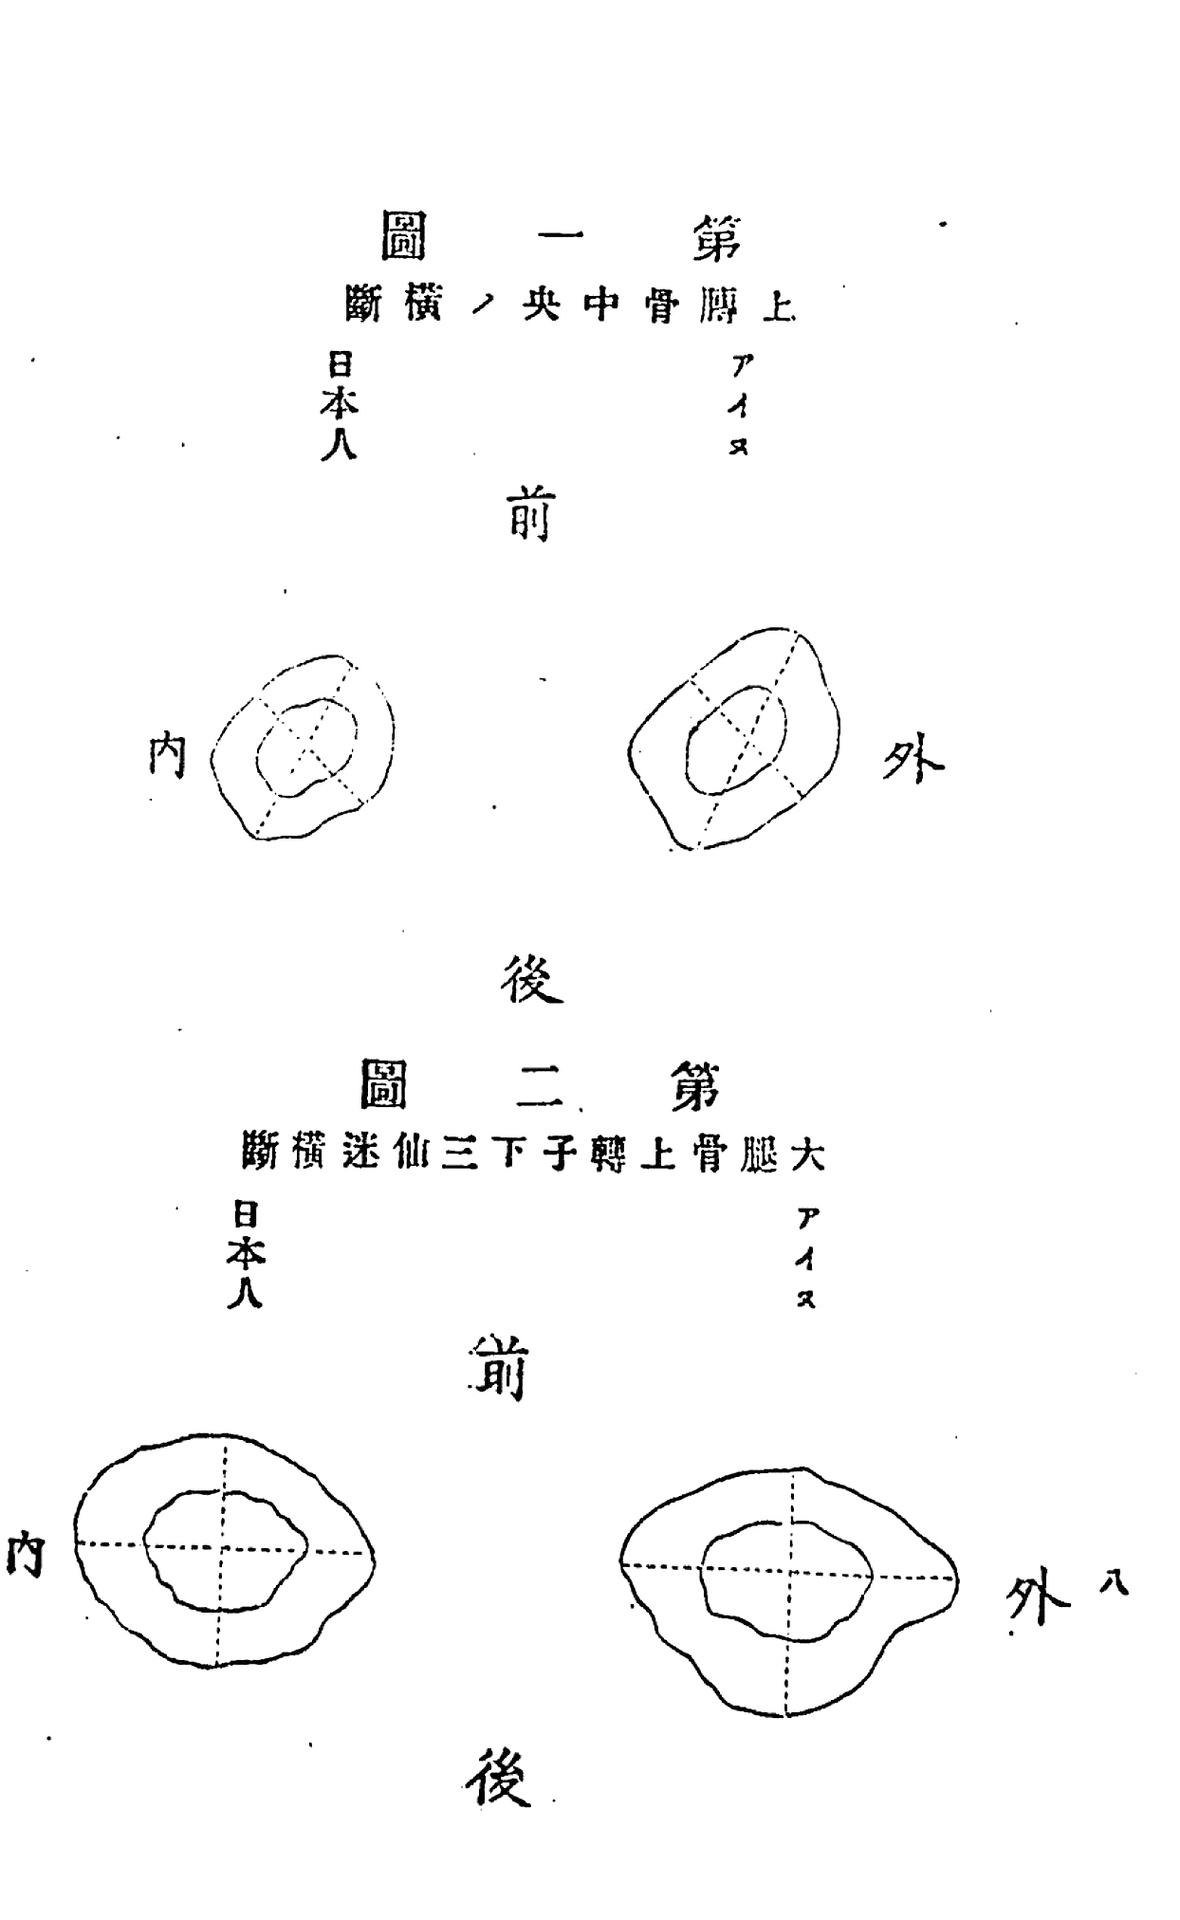 第一圖
上膊骨中央ノ橫斷
アイヌ
日本人
前
外
内
後
第二圖
大腿骨上轉子下三仙迷橫斷
アイヌ
日本人
前
外
内
後
八